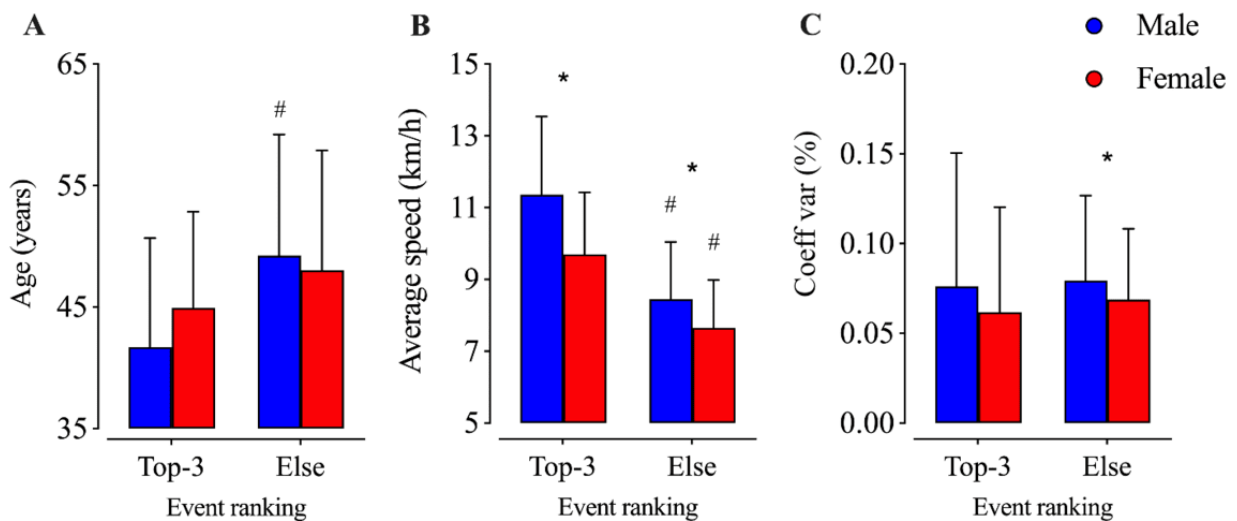 A
65
55
45
35
Age (years)
#
Top-3
Else
Event ranking
B
15
13
11
9
7
5
Average speed (km/h)
*
*
#
#
Top-3
Else
Event ranking
C
0.20
0.15
0.10
0.05
0.00
Coeff var (%)
*
Top-3
Else
Event ranking
Male
Female